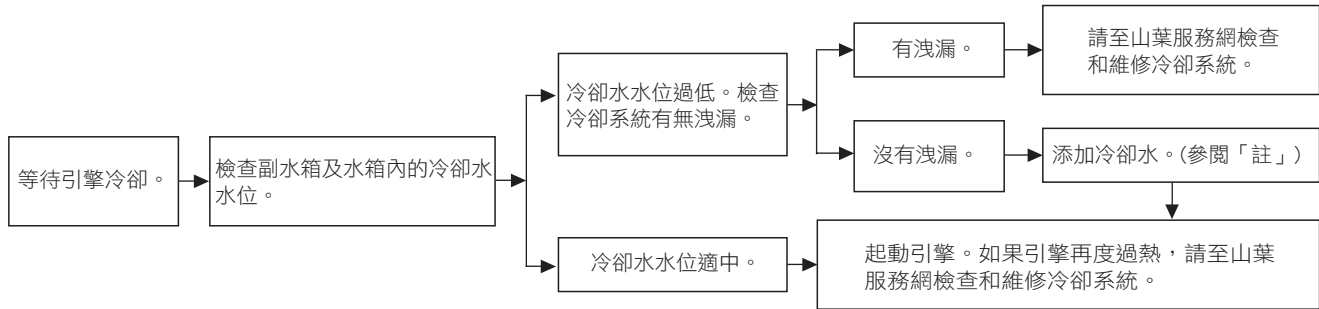 等待引擎冷卻。
檢查副水箱及水箱內的冷卻水
水位。
冷卻水水位過低。檢查
冷卻系統有無洩漏。
有洩漏。
請至山葉服務網檢查
和維修冷卻系統。
沒有洩漏。
添加冷卻水。(參閱「註」)
冷卻水水位適中。
起動引擎。如果引擎再度過熱，請至山葉
服務網檢查和維修冷卻系統。